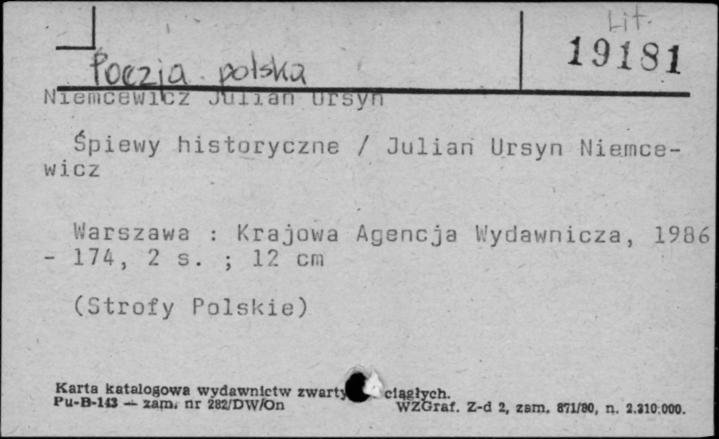 Lit.
19181
Poezja polska
Niemcewicz Julian Ursyn
Śpiewy historyczne / Julian Ursyn Niemce-
wicz
Warszawa : Krajowa Agencja Wydawnicza, 1986
- 174, 2 s. ; 12 cm
(Strofy Polskie)
Karta katalogowa wydawnictw zwarty ciągłych.
Pu-B-143 — zam. nr 282/DW/On WZGraf. Z-d 2, zam. 871/80, n. 2.210.000.